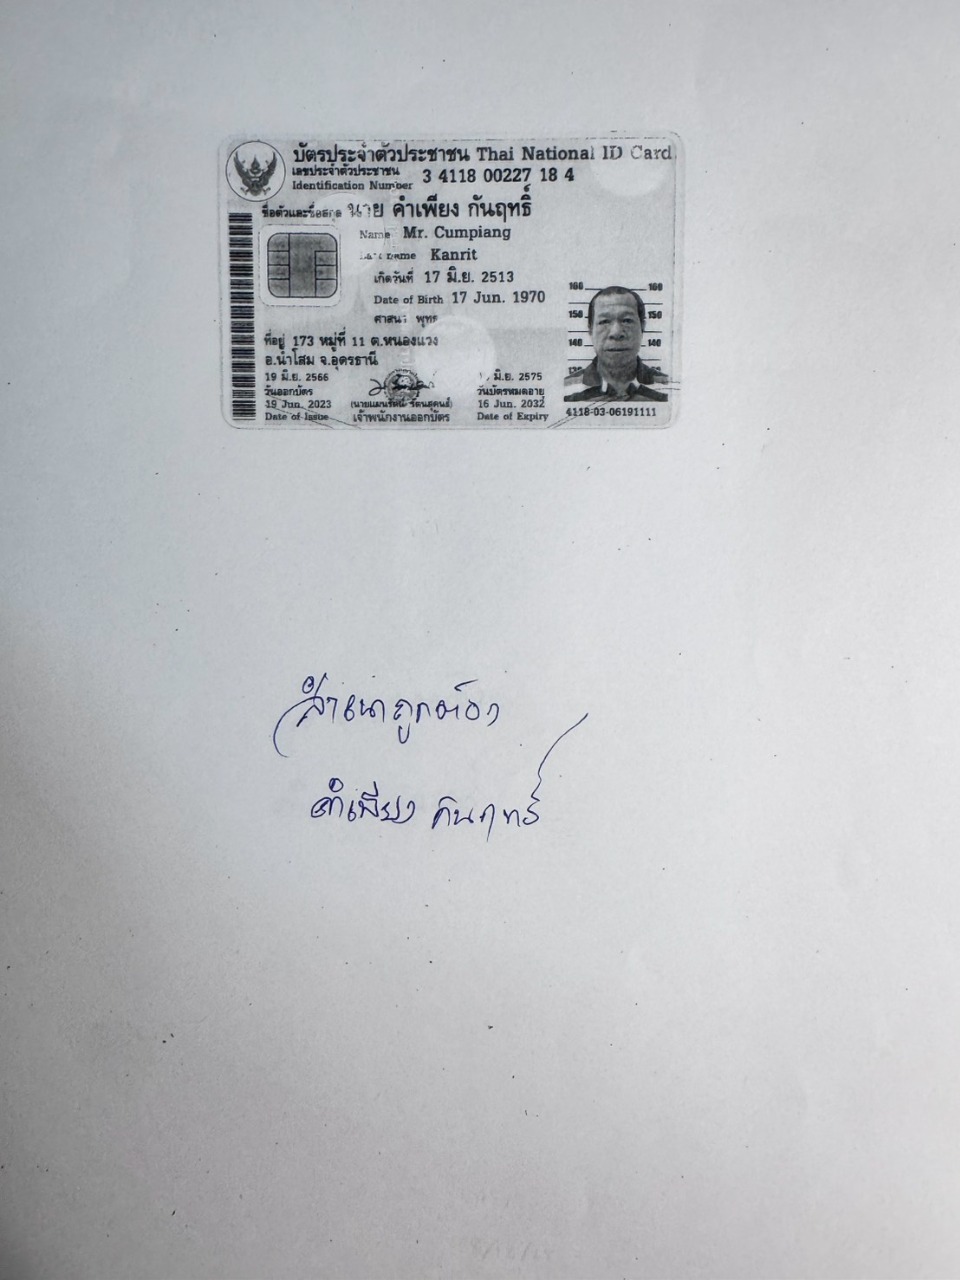 บัตรประจำตัวประชาชน Thai National ID Card
เลขประจำตัวประชาชน
Identification Number
3 4118 00227 18 4
ชื่อตัวและชื่อสกุล นาย คำเพียง กันฤทธิ์
Name Mr. Cumpiang
Last name Kanrit
เกิดวันที่ 17 มิ.ย. 2513
Date of Birth 17 Jun. 1970
ศาสนา พุทธ
ที่อยู่ 173 หมู่ที่ 11 ต.หนองแวง
อ.น้ำโสม จ.อุดรธานี
19 มิ.ย. 2566
วันออกบัตร
19 Jun. 2023
Date of Issue
เจ้าพนักงานออกบัตร
มิ.ย. 2575
วันบัตรหมดอายุ
16 Jun. 2032
Date of Expiry
160 160
150 150
140 140
4118-03-06191111
สำเนาถูกต้อง
คำเพียง กันฤทธิ์